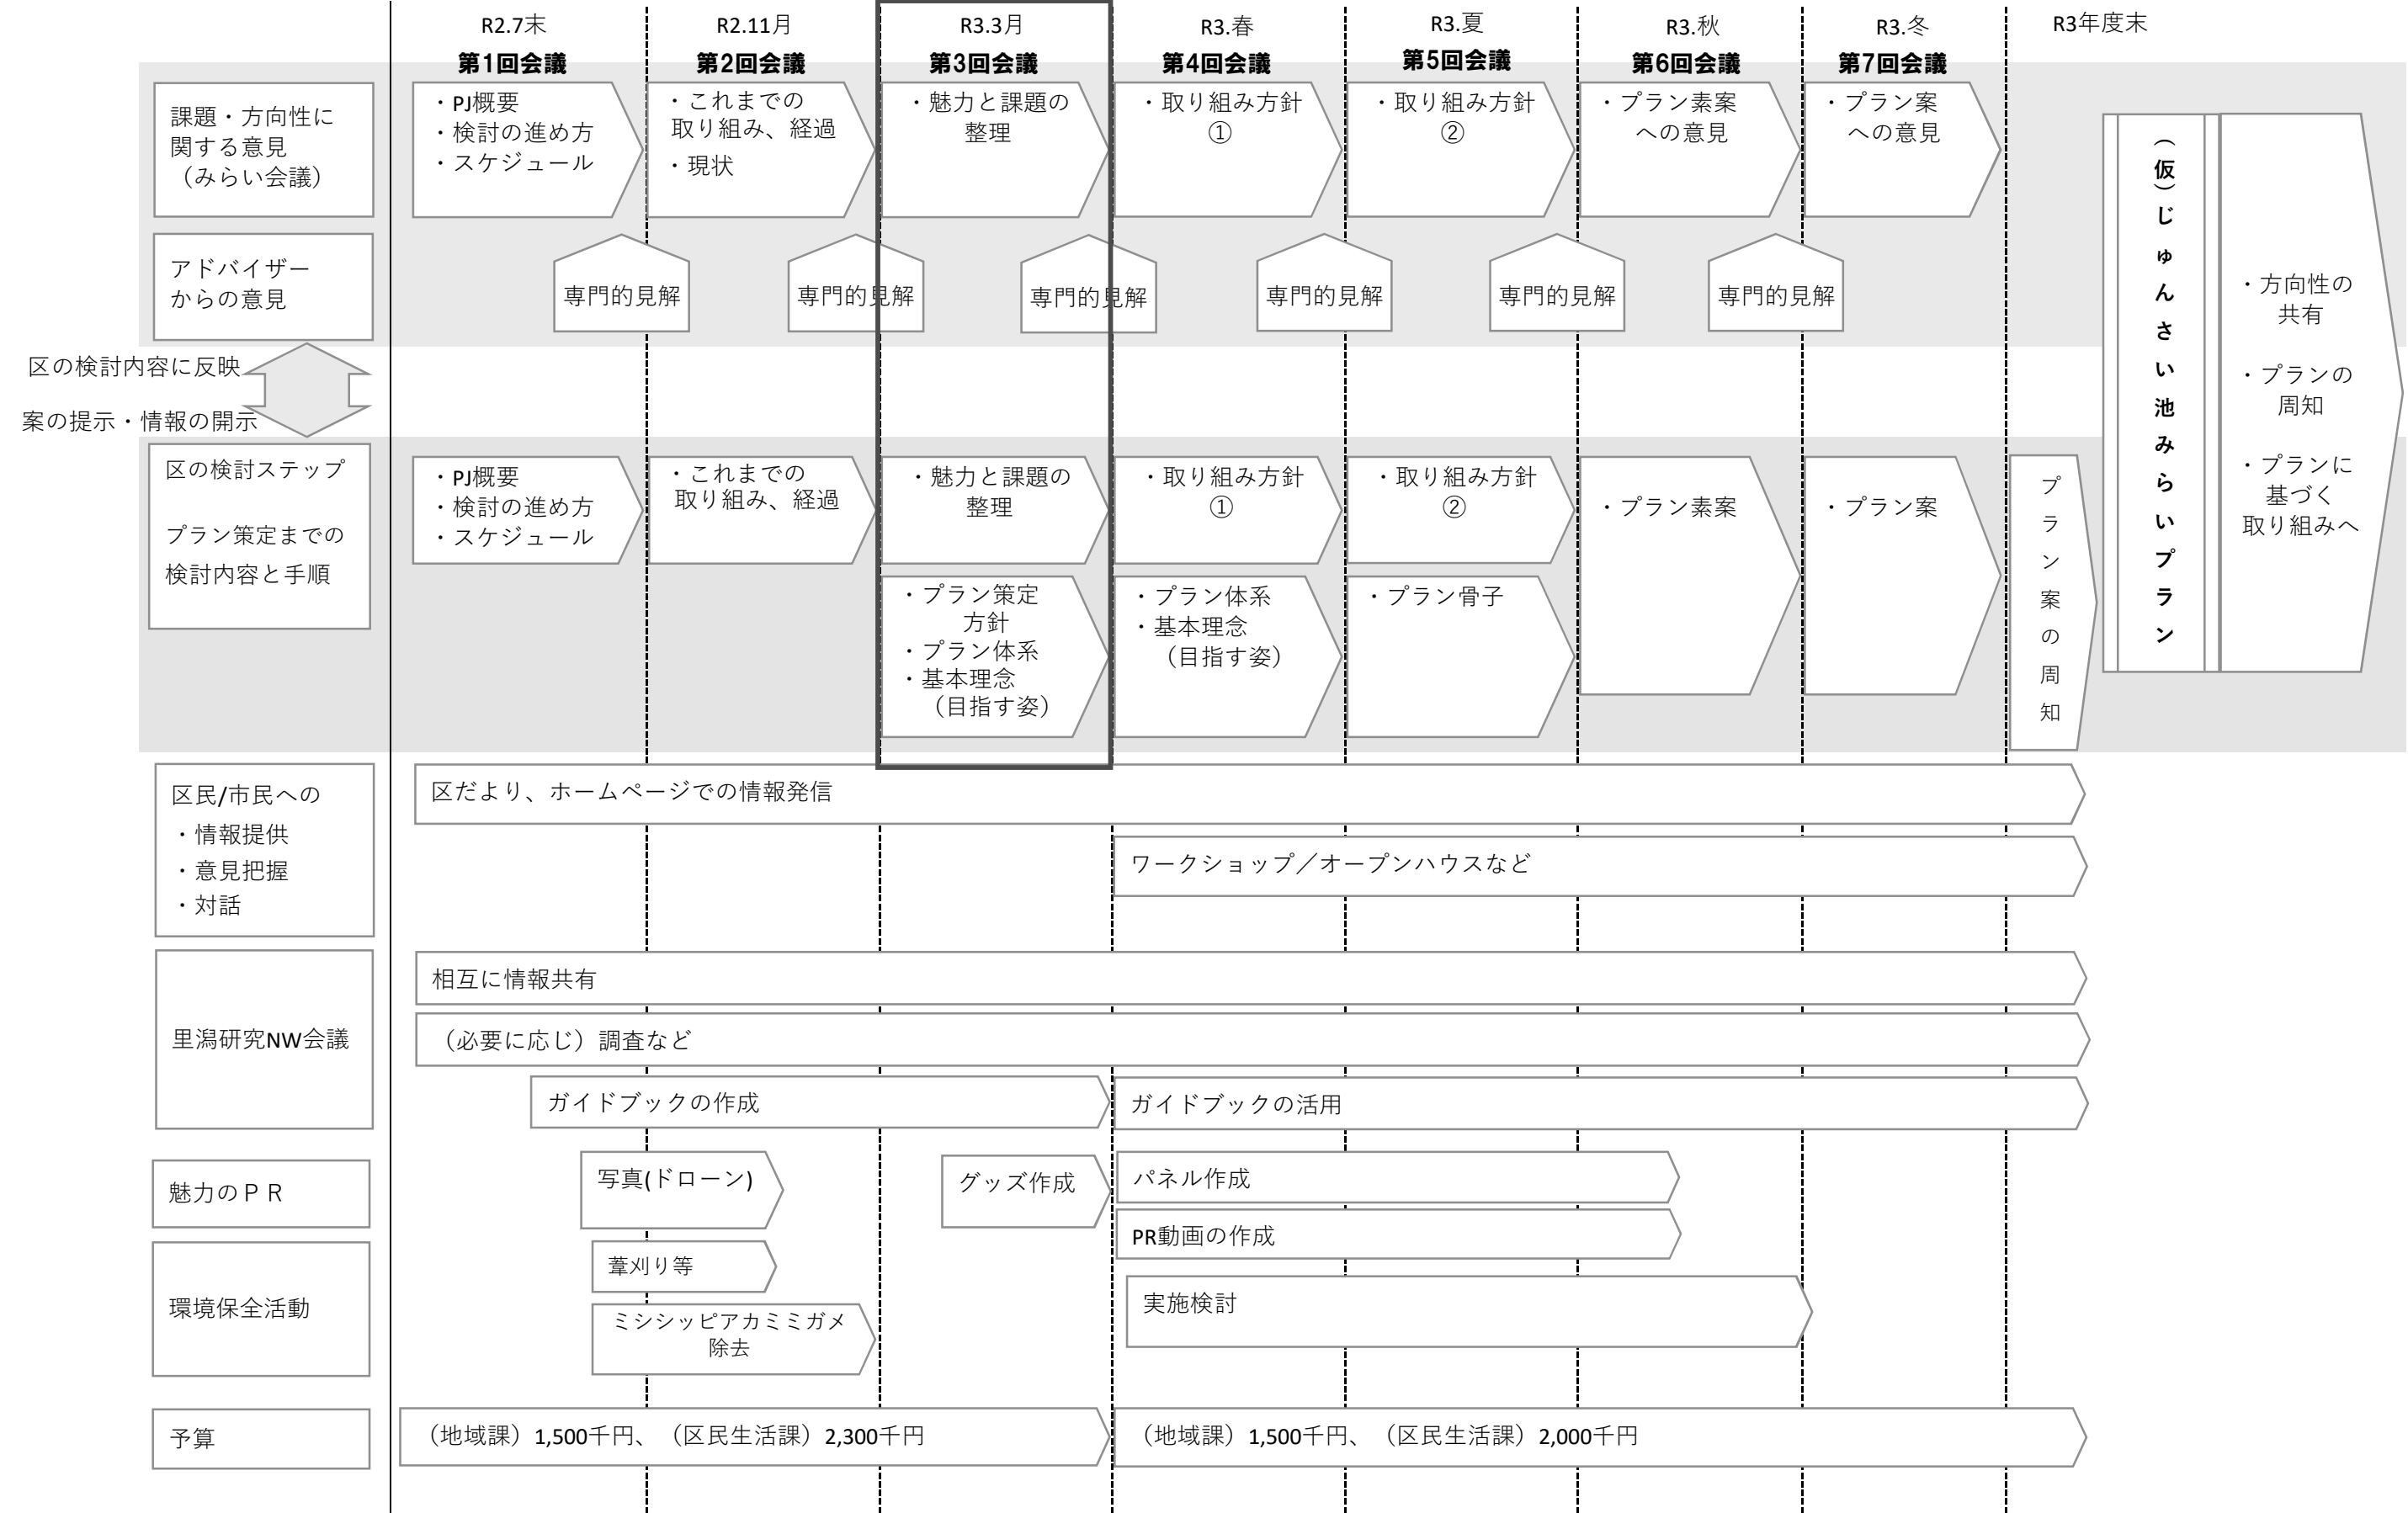 R2.7末
第1回会議
R2.11月
第2回会議
R3.3月
第3回会議
R3.春
第4回会議
R3.夏
第5回会議
R3.秋
第6回会議
R3.冬
第7回会議
R3年度末
課題・方向性に
関する意見
（みらい会議）
・PJ概要
・検討の進め方
・スケジュール
・これまでの
取り組み、経過
・現状
・魅力と課題の
整理
・取り組み方針
①
・取り組み方針
②
・プラン素案
への意見
・プラン案
への意見
アドバイザー
からの意見
専門的見解
専門的見解
専門的見解
専門的見解
専門的見解
専門的見解
区の検討内容に反映
案の提示・情報の開示
区の検討ステップ
プラン策定までの
検討内容と手順
・PJ概要
・検討の進め方
・スケジュール
・これまでの
取り組み、経過
・魅力と課題の
整理
・取り組み方針
①
・取り組み方針
②
・プラン素案
・プラン案
・プラン策定
方針
・プラン体系
・基本理念
（目指す姿）
・プラン体系
・基本理念
（目指す姿）
・プラン骨子
プラン案の周知
（仮）じゅんさい池みらいプラン
・方向性の
共有
・プランの
周知
・プランに
基づく
取り組みへ
区民/市民への
・情報提供
・意見把握
・対話
区だより、ホームページでの情報発信
ワークショップ／オープンハウスなど
里潟研究NW会議
相互に情報共有
（必要に応じ）調査など
ガイドブックの作成
ガイドブックの活用
魅力のＰＲ
写真(ドローン)
グッズ作成
パネル作成
PR動画の作成
環境保全活動
葦刈り等
ミシシッピアカミミガメ
除去
実施検討
予算
（地域課）1,500千円、（区民生活課）2,300千円
（地域課）1,500千円、（区民生活課）2,000千円